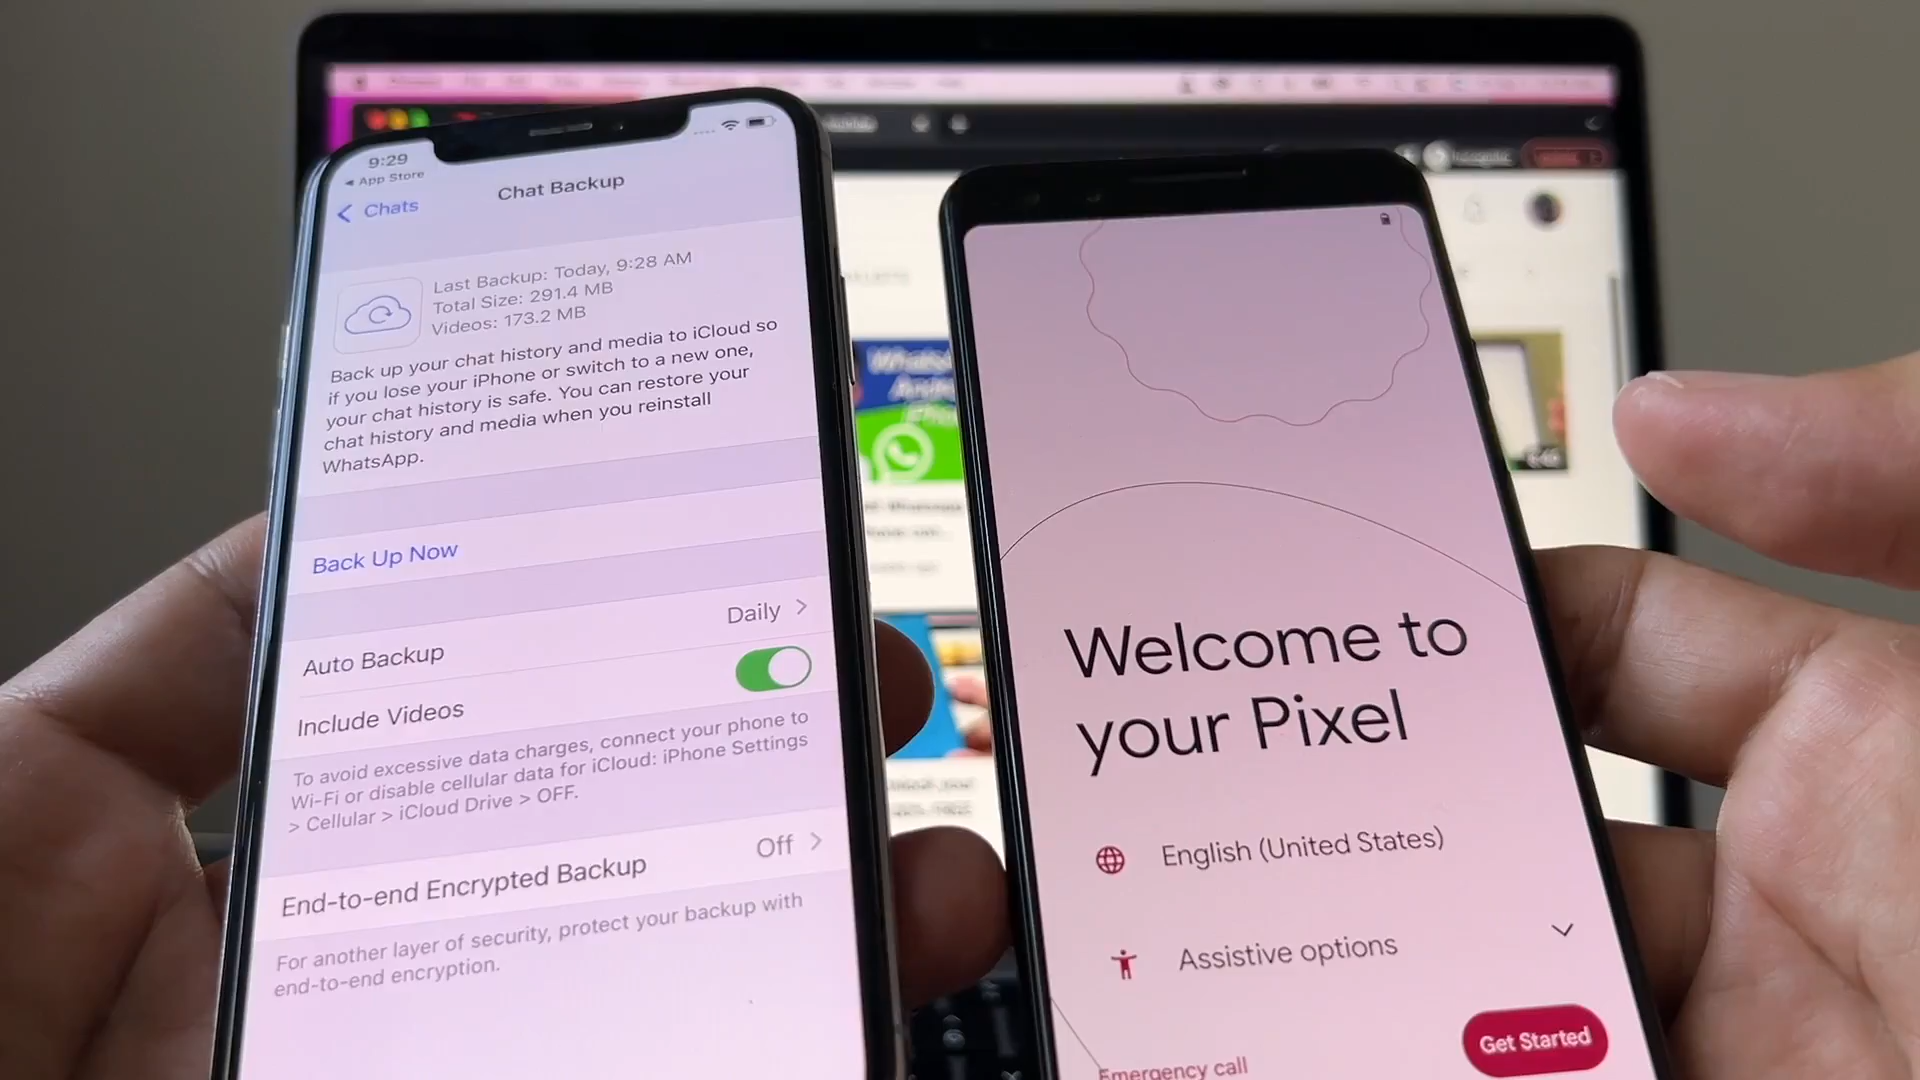 9:29
App Store
Chats
Chat Backup
Last Backup: Today, 9:28 AM
Total Size: 291.4 MB
Videos: 173.2 MB
Back up your chat history and media to iCloud so
if you lose your iPhone or switch to a new one,
your chat history is safe. You can restore your
chat history and media when you reinstall
WhatsApp.
Back Up Now
Auto Backup
Daily
Include Videos
To avoid excessive data charges, connect your phone to
Wi-Fi or disable cellular data for iCloud: iPhone Settings
> Cellular > iCloud Drive > OFF.
End-to-end Encrypted Backup
Off
For another layer of security, protect your backup with
end-to-end encryption.
Welcome to
your Pixel
English (United States)
Assistive options
Get Started
Emergency call